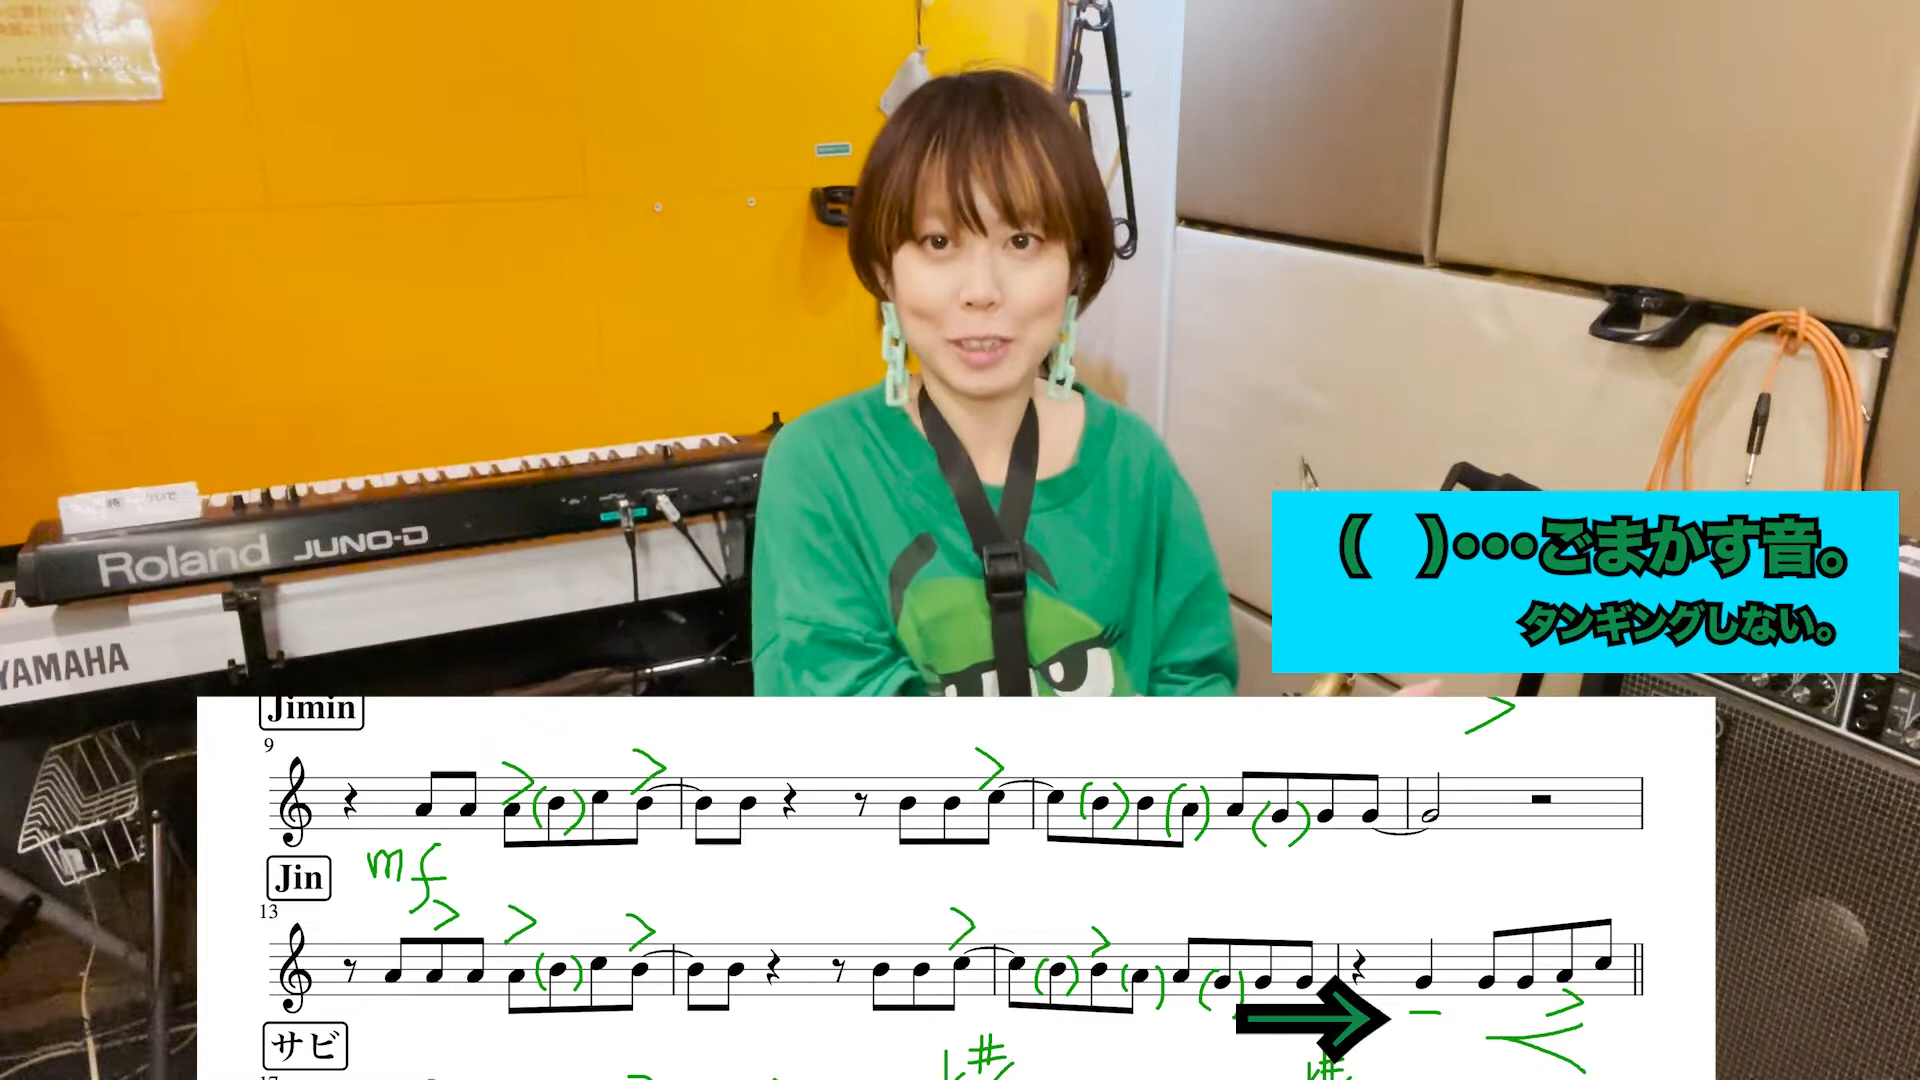 Roland JUNO-D
YAMAHA
( )・・・ごまかす音。
タンギングしない。
Jimin
9
mf
Jin
13
サビ
17